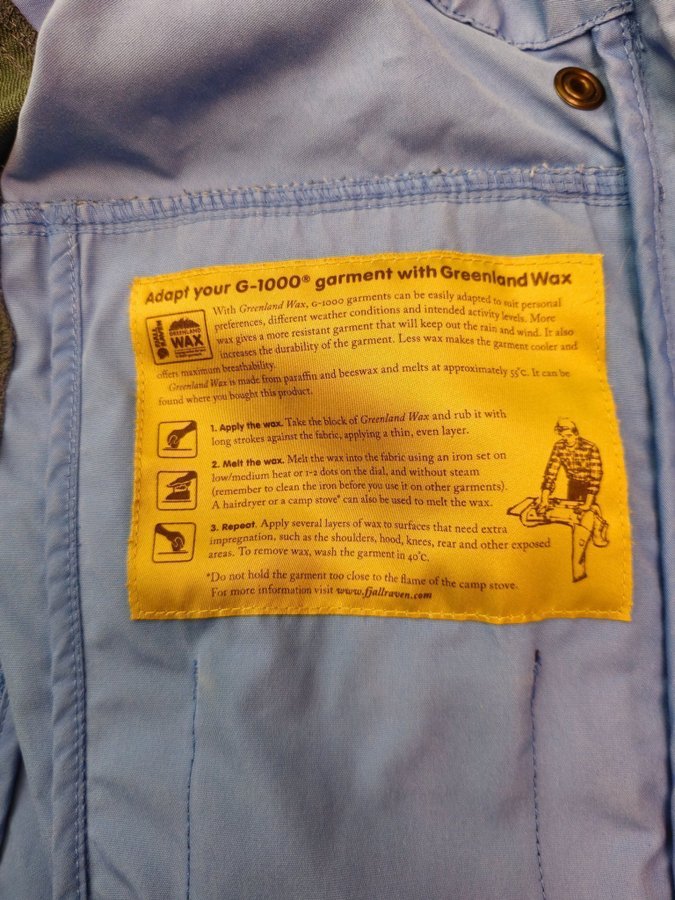 Adapt your G-1000® garment with Greenland Wax
FJÄLL RÄVEN
GREENLAND
WAX
With Greenland Wax, G-1000 garments can be easily adapted to suit personal
preferences, different weather conditions and intended activity levels. More
wax gives a more resistant garment that will keep out the rain and wind. It also
increases the durability of the garment. Less wax makes the garment cooler and
offers maximum breathability.
Greenland Wax is made from paraffin and beeswax and melts at approximately 55°C. It can be
found where you bought this product.
1. Apply the wax. Take the block of Greenland Wax and rub it with
long strokes against the fabric, applying a thin, even layer.
2. Melt the wax. Melt the wax into the fabric using an iron set on
low/medium heat or 1-2 dots on the dial, and without steam
(remember to clean the iron before you use it on other garments).
A hairdryer or a camp stove* can also be used to melt the wax.
3. Repeat. Apply several layers of wax to surfaces that need extra
impregnation, such as the shoulders, hood, knees, rear and other exposed
areas. To remove wax, wash the garment in 40°C.
*Do not hold the garment too close to the flame of the camp stove.
For more information visit www.fjallraven.com